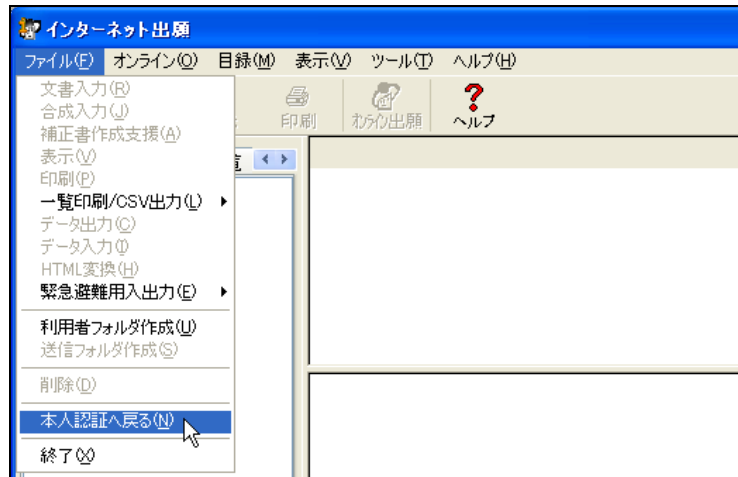 インターネット出願
ファイル(F) オンライン(O) 目録(M) 表示(V) ツール(T) ヘルプ(H)
文書入力(R)
合成入力(J)
補正書作成支援(A)
表示(V)
印刷(P)
一覧印刷/CSV出力(L)
データ出力(C)
データ入力(I)
HTML変換(H)
緊急避難用入出力(E)
利用者フォルダ作成(U)
送信フォルダ作成(S)
削除(D)
本人認証へ戻る(N)
終了(X)
印刷 オンライン出願 ヘルプ